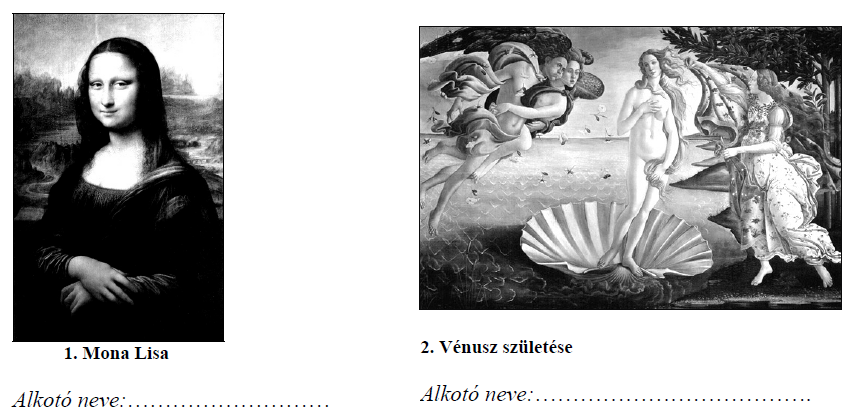 1. Mona Lisa
Alkotó neve:…………………………
2. Vénusz születése
Alkotó neve:……………………………….